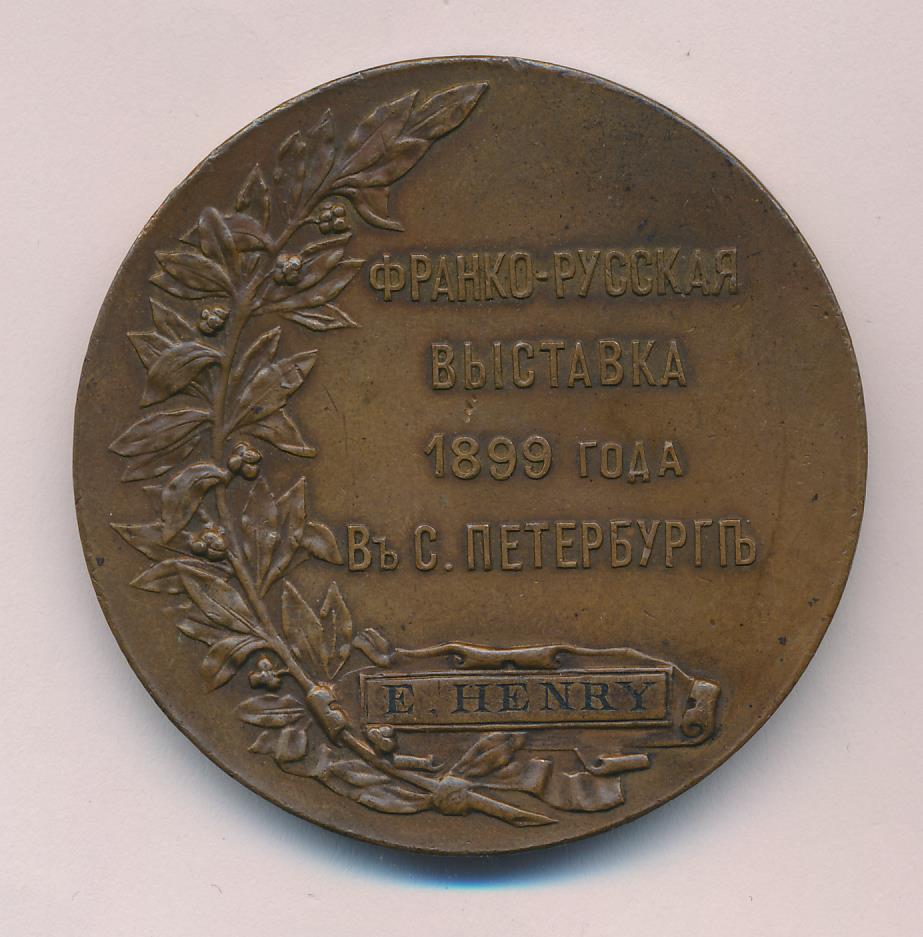 ФРАНКО-РУССКАЯ
ВЫСТАВКА
1899 ГОДА
ВЪ С. ПЕТЕРБУРГѢ
E. HENRY